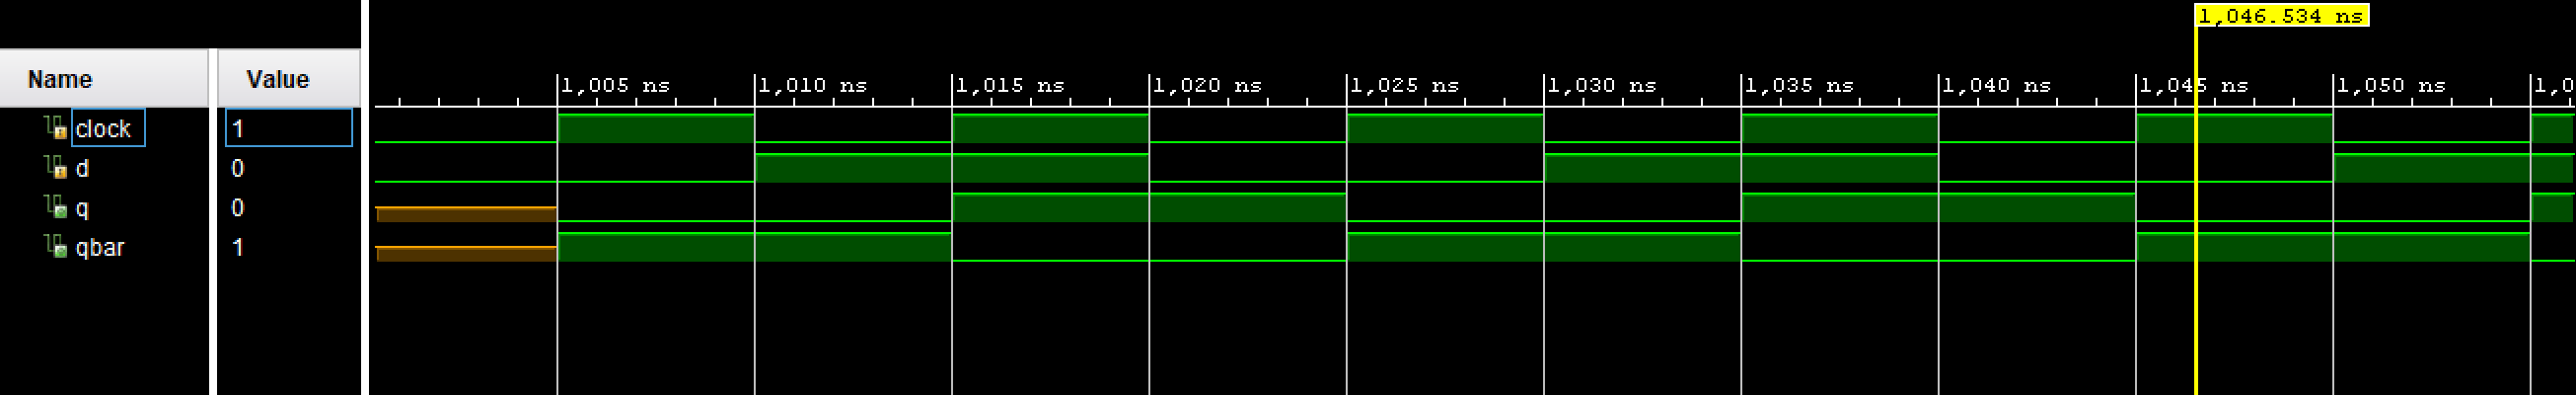 1,046.534 ns
Name Value
1,005 ns 1,010 ns 1,015 ns 1,020 ns 1,025 ns 1,030 ns 1,035 ns 1,040 ns 1,045 ns 1,050 ns 1,0
clock 1
d 0
q 0
qbar 1